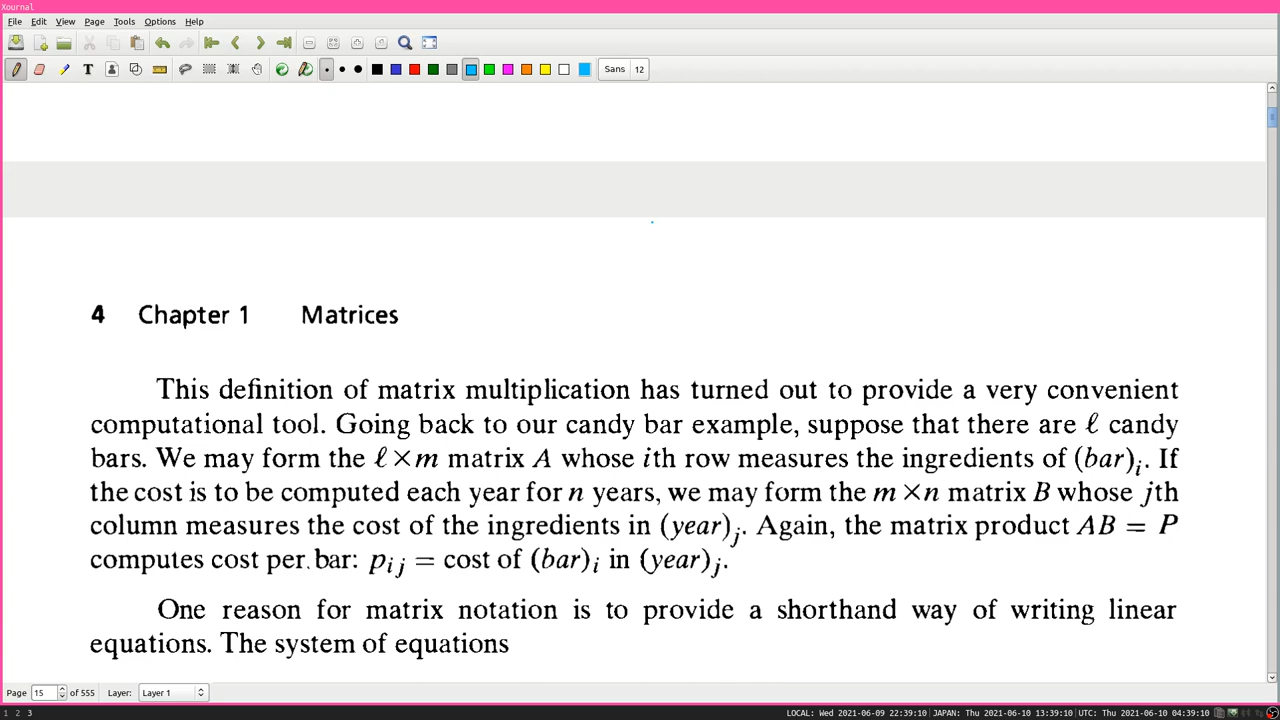 Xournal
File Edit View Page Tools Options Help
T Sans 12
4 Chapter 1 Matrices
This definition of matrix multiplication has turned out to provide a very convenient
computational tool. Going back to our candy bar example, suppose that there are ℓ candy
bars. We may form the ℓ × m matrix A whose ith row measures the ingredients of (bar)ᵢ. If
the cost is to be computed each year for n years, we may form the m × n matrix B whose jth
column measures the cost of the ingredients in (year)ⱼ. Again, the matrix product AB = P
computes cost per bar: pᵢⱼ = cost of (bar)ᵢ in (year)ⱼ.
One reason for matrix notation is to provide a shorthand way of writing linear
equations. The system of equations
Page 15 of 555 Layer: Layer 1
1 2 3 LOCAL: Wed 2021-06-09 22:39:10 | JAPAN: Thu 2021-06-10 13:39:10 | UTC: Thu 2021-06-10 04:39:10